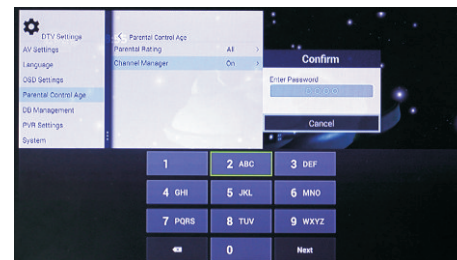 DTV Settings
AV Settings
Language
OSD Settings
Parental Control Age
DB Management
PVR Settings
System
Parental Control Age
Parental Rating All
Channel Manager On
Confirm
Enter Password
Cancel
1
2 ABC
3 DEF
4 GHI
5 JKL
6 MNO
7 PQRS
8 TUV
9 WXYZ
0
Next